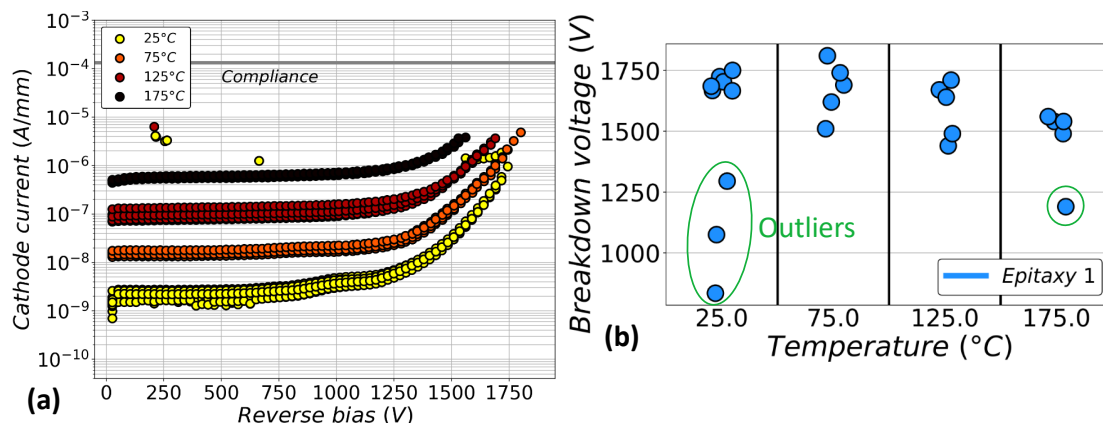 10⁻³
10⁻⁴
10⁻⁵
10⁻⁶
10⁻⁷
10⁻⁸
10⁻⁹
10⁻¹⁰
Cathode current (A/mm)
25°C
75°C
125°C
175°C
Compliance
0 250 500 750 1000 1250 1500 1750
Reverse bias (V)
(a)
Breakdown voltage (V)
1750
1500
1250
1000
Outliers
Epitaxy 1
25.0 75.0 125.0 175.0
Temperature (°C)
(b)